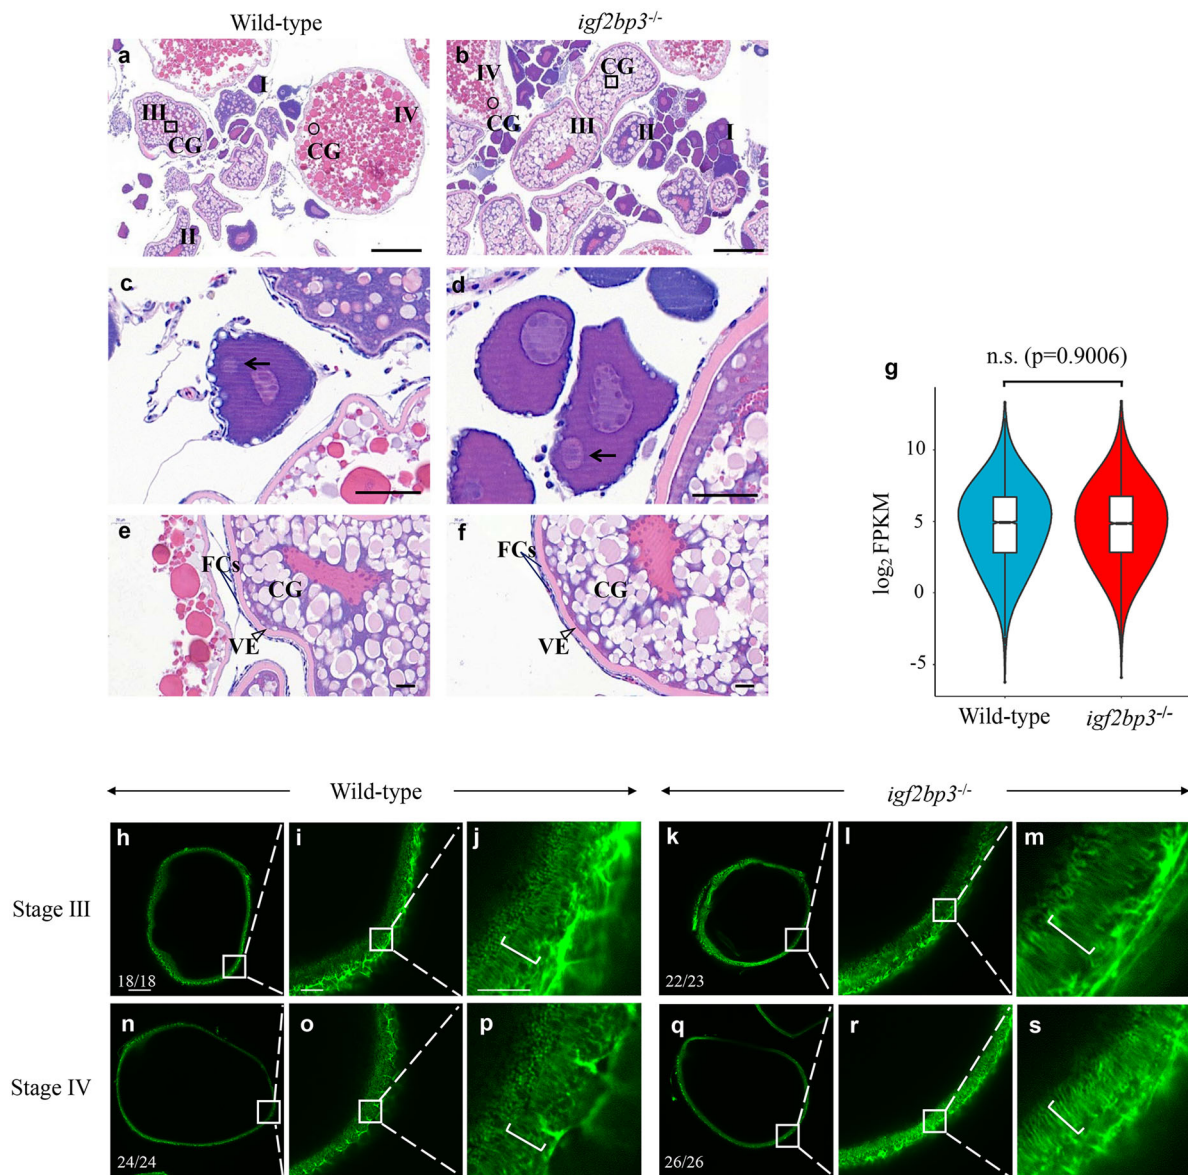 Wild-type
igf2bp3-/-
a
I
III
IV
CG
CG
II
b
IV
CG
CG
III
II
I
c
d
e
FCs
CG
VE
f
FCs
CG
VE
g
n.s. (p=0.9006)
log2FPKM
10
5
0
-5
Wild-type
igf2bp3-/-
Wild-type
igf2bp3-/-
Stage III
h
18/18
i
j
k
22/23
l
m
Stage IV
n
24/24
o
p
q
26/26
r
s